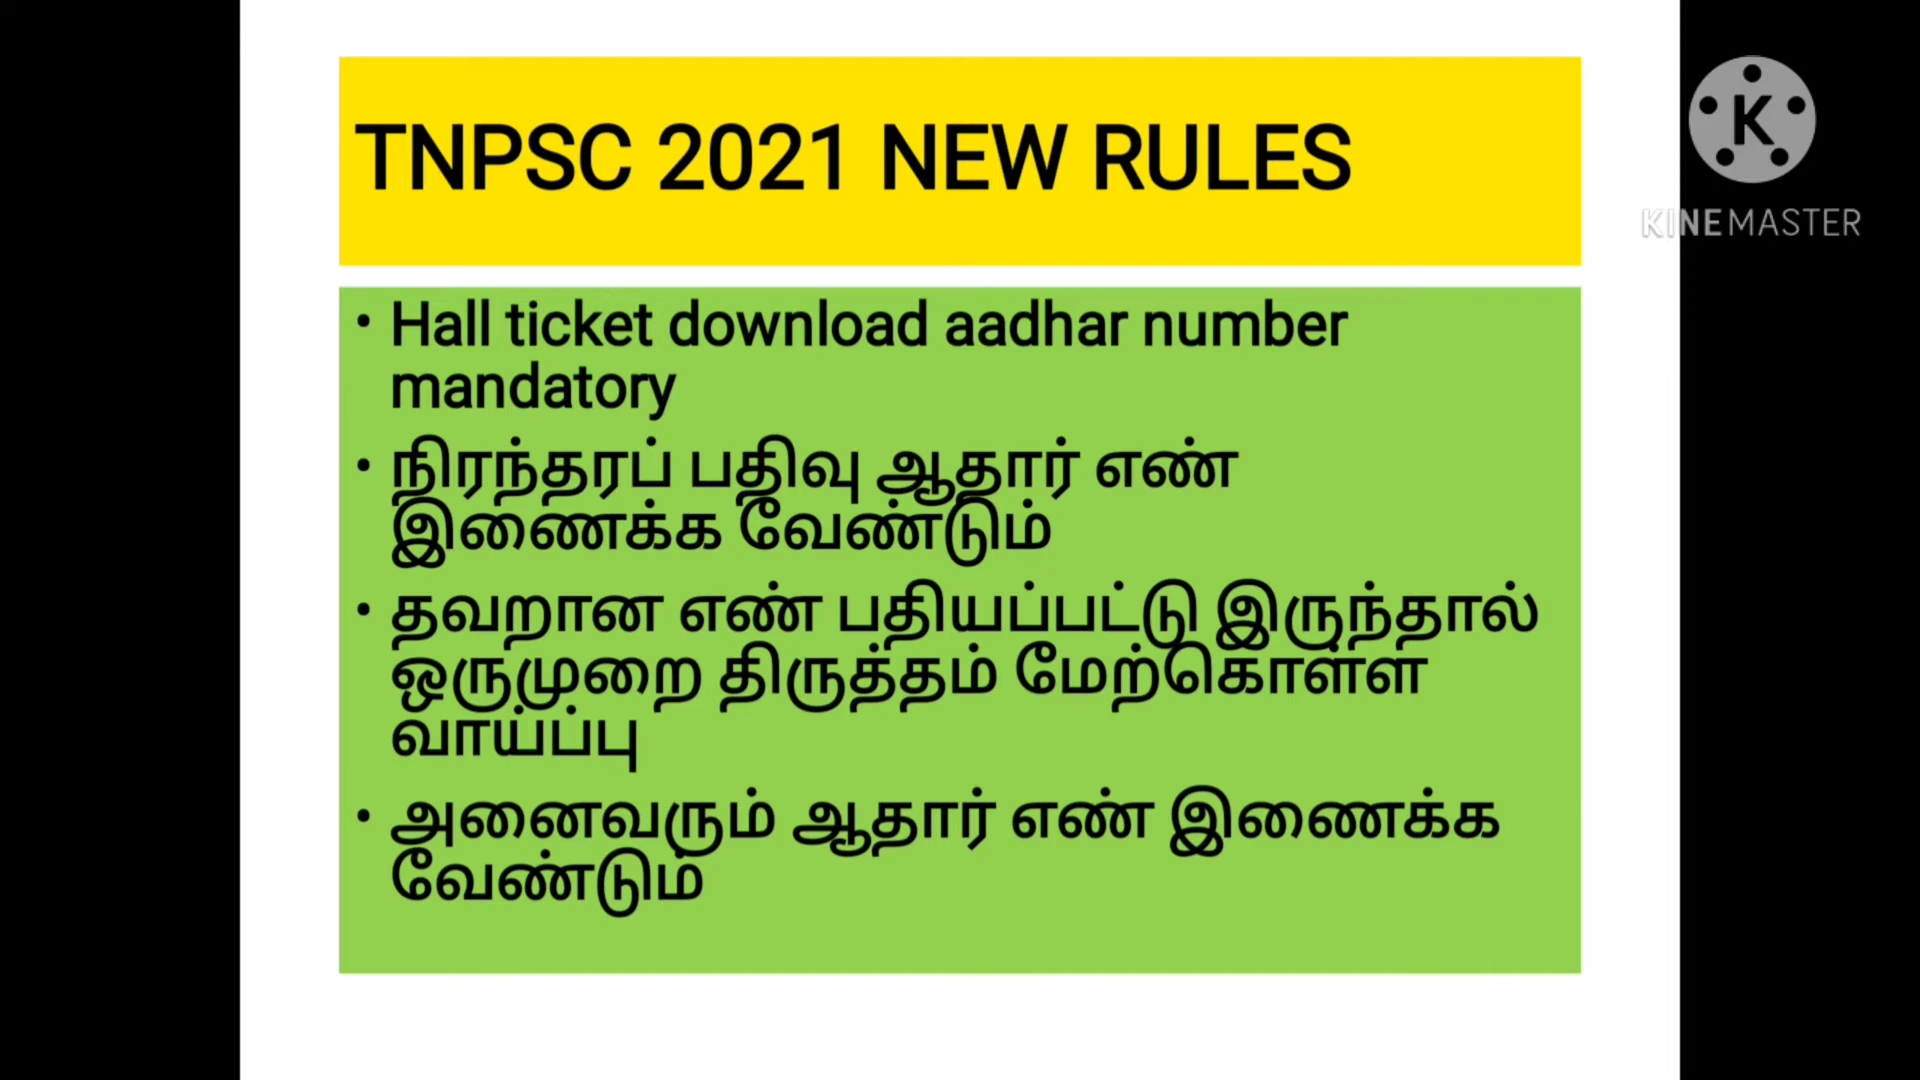 TNPSC 2021 NEW RULES
KINEMASTER
• Hall ticket download aadhar number
mandatory
• நிரந்தரப் பதிவு ஆதார் எண்
இணைக்க வேண்டும்
• தவறான எண் பதியப்பட்டு இருந்தால்
ஒருமுறை திருத்தம் மேற்கொள்ள
வாய்ப்பு
• அனைவரும் ஆதார் எண் இணைக்க
வேண்டும்